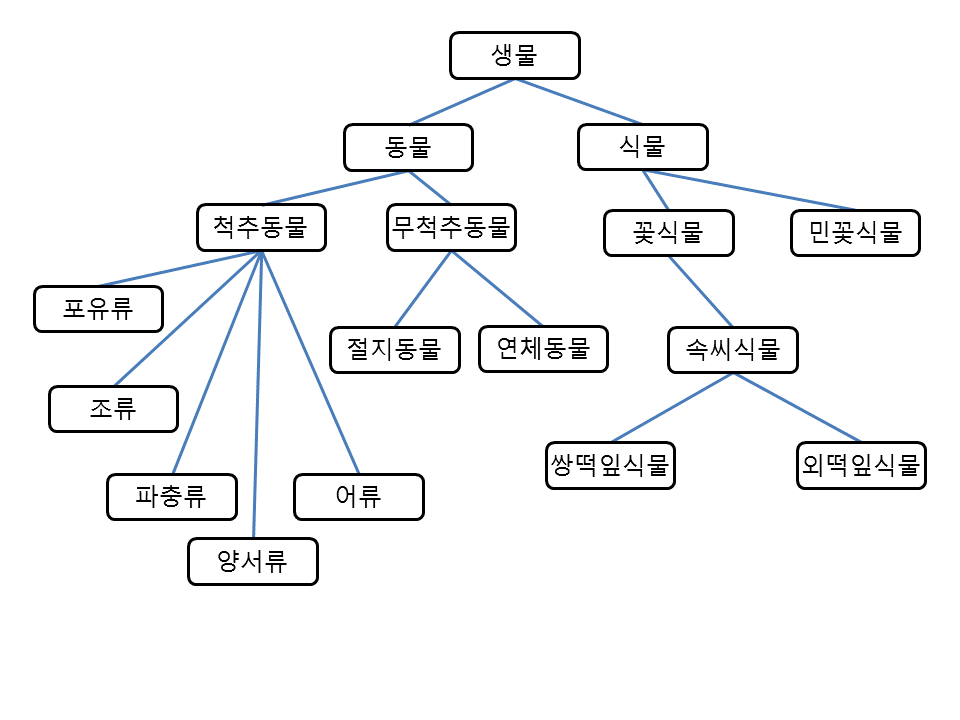 생물
동물
식물
척추동물
무척추동물
꽃식물
민꽃식물
포유류
절지동물
연체동물
속씨식물
조류
쌍떡잎식물
외떡잎식물
파충류
어류
양서류